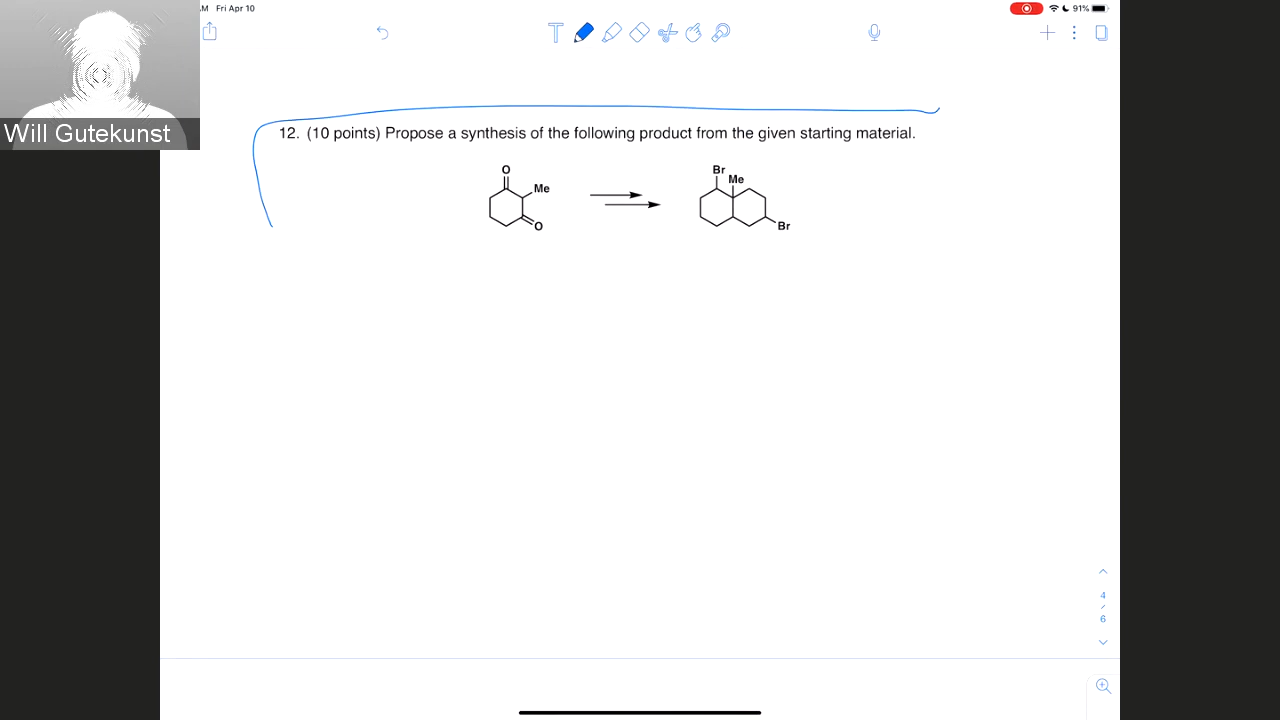 M Fri Apr 10
91%
T
Will Gutekunst
12. (10 points) Propose a synthesis of the following product from the given starting material.
O
Me
O
Br
Me
Br
4
/
6